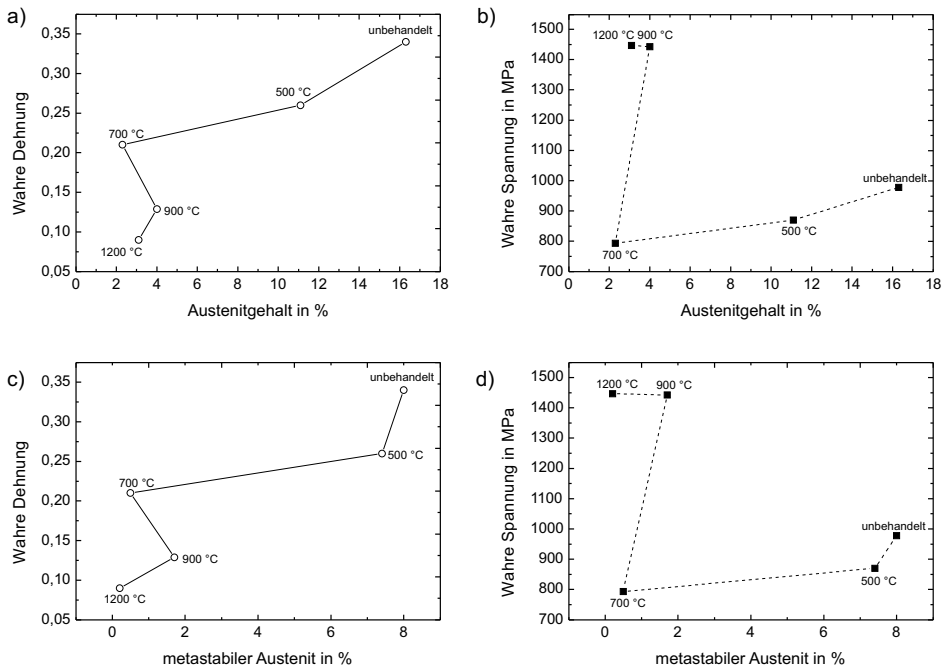 a)
0,35
0,30
0,25
0,20
0,15
0,10
0,05
Wahre Dehnung
unbehandelt
500 °C
700 °C
900 °C
1200 °C
0 2 4 6 8 10 12 14 16 18
Austenitgehalt in %
b)
1500
1400
1300
1200
1100
1000
900
800
700
Wahre Spannung in MPa
1200 °C 900 °C
unbehandelt
500 °C
700 °C
0 2 4 6 8 10 12 14 16 18
Austenitgehalt in %
c)
0,35
0,30
0,25
0,20
0,15
0,10
0,05
Wahre Dehnung
unbehandelt
500 °C
700 °C
900 °C
1200 °C
0 2 4 6 8
metastabiler Austenit in %
d)
1500
1400
1300
1200
1100
1000
900
800
700
Wahre Spannung in MPa
1200 °C 900 °C
unbehandelt
500 °C
700 °C
0 2 4 6 8
metastabiler Austenit in %